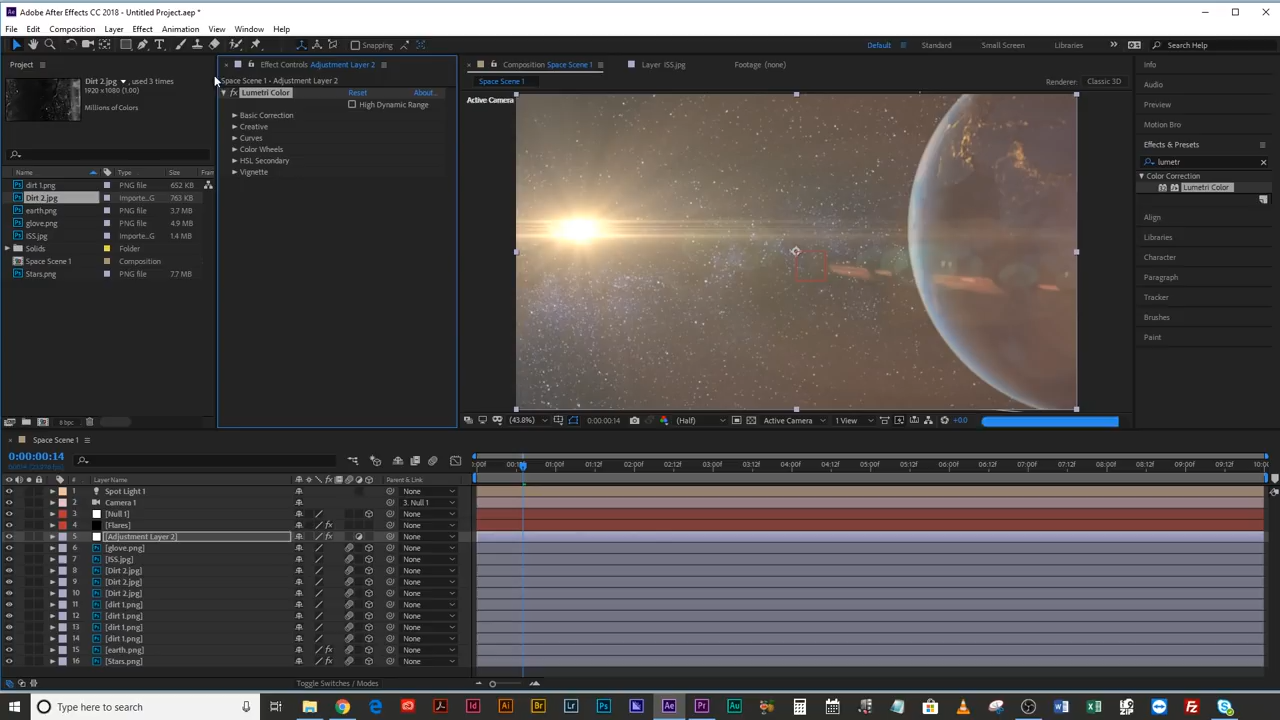 Adobe After Effects CC 2018 - Untitled Project.aep *
File Edit Composition Layer Effect Animation View Window Help
Snapping
Default Standard Small Screen Libraries Search Help
Project
Dirt 2.jpg , used 3 times
1920 x 1080 (1.00)
Millions of Colors
Name Type Size Fram
dirt 1.png PNG file 652 KB
Dirt 2.jpg Importe...G 763 KB
earth.png PNG file 3.7 MB
glove.png PNG file 4.9 MB
ISS.jpg Importe...G 1.4 MB
Solids Folder
Space Scene 1 Composition
Stars.png PNG file 7.7 MB
8 bpc
Effect Controls Adjustment Layer 2
Space Scene 1 • Adjustment Layer 2
fx Lumetri Color Reset About...
High Dynamic Range
Basic Correction
Creative
Curves
Color Wheels
HSL Secondary
Vignette
Composition Space Scene 1 Layer ISS.jpg Footage (none)
Space Scene 1 Renderer: Classic 3D
Active Camera
(43.8%) 0:00:00:14 (Half) Active Camera 1 View +0.0
Info
Audio
Preview
Motion Bro
Effects & Presets
lumetr
Color Correction
Lumetri Color
Align
Libraries
Character
Paragraph
Tracker
Brushes
Paint
Space Scene 1
0:00:00:14
# Layer Name Parent & Link
01:00f 01:12f 02:00f 02:12f 03:00f 03:12f 04:00f 04:12f 05:00f 05:12f 06:00f 06:12f 07:00f 07:12f 08:00f 08:12f 09:00f 09:12f
1 Spot Light 1 None
2 Camera 1 3. Null 1
3 [Null 1] None
4 [Flares] fx None
5 [Adjustment Layer 2] fx None
6 [glove.png] None
7 [ISS.jpg] None
8 [Dirt 2.jpg] None
9 [Dirt 2.jpg] None
10 [Dirt 2.jpg] None
11 [dirt 1.png] None
12 [dirt 1.png] None
13 [dirt 1.png] None
14 [dirt 1.png] None
15 [earth.png] fx None
16 [Stars.png] None
Toggle Switches / Modes
Type here to search